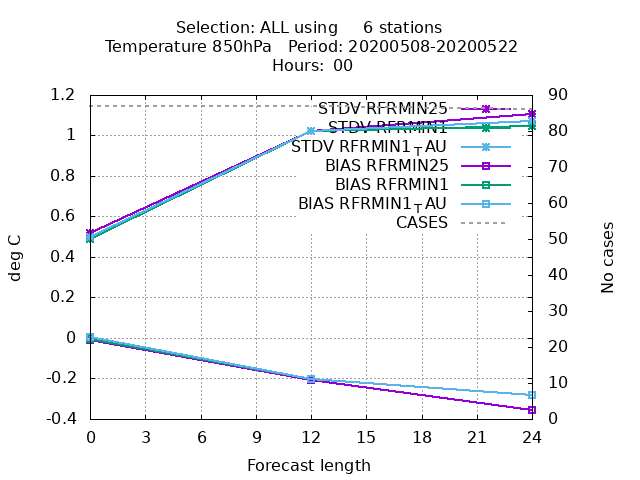 Selection: ALL using 6 stations
Temperature 850hPa Period: 20200508-20200522
Hours: 00
1.2
1
0.8
0.6
0.4
0.2
0
-0.2
-0.4
deg C
STDV RFRMIN25
STDV RFRMIN1
STDV RFRMIN1TAU
BIAS RFRMIN25
BIAS RFRMIN1
BIAS RFRMIN1TAU
CASES
90
80
70
60
50
40
30
20
10
0
No cases
0 3 6 9 12 15 18 21 24
Forecast length